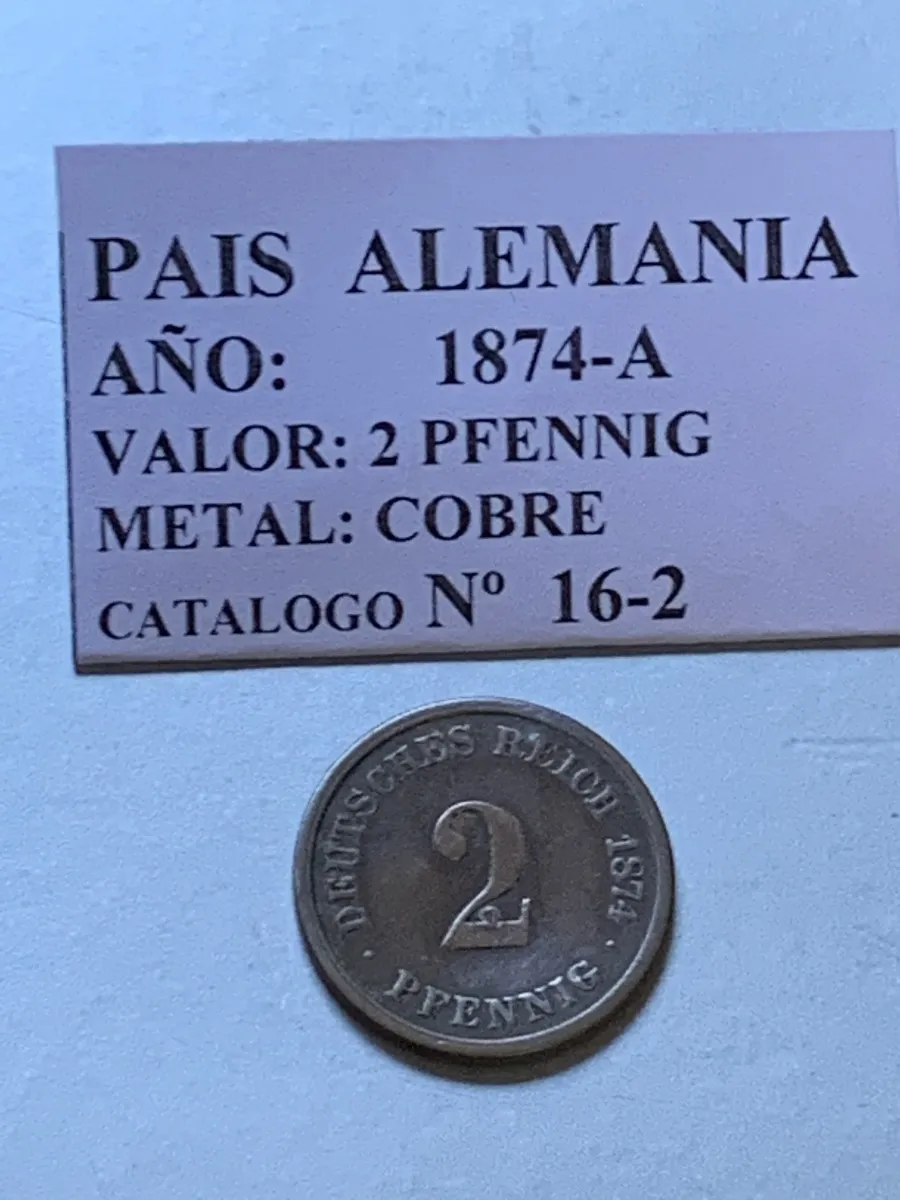 PAIS ALEMANIA
AÑO: 1874-A
VALOR: 2 PFENNIG
METAL: COBRE
CATALOGO Nº 16-2
DEUTSCHES REICH 1874
2
· PFENNIG ·